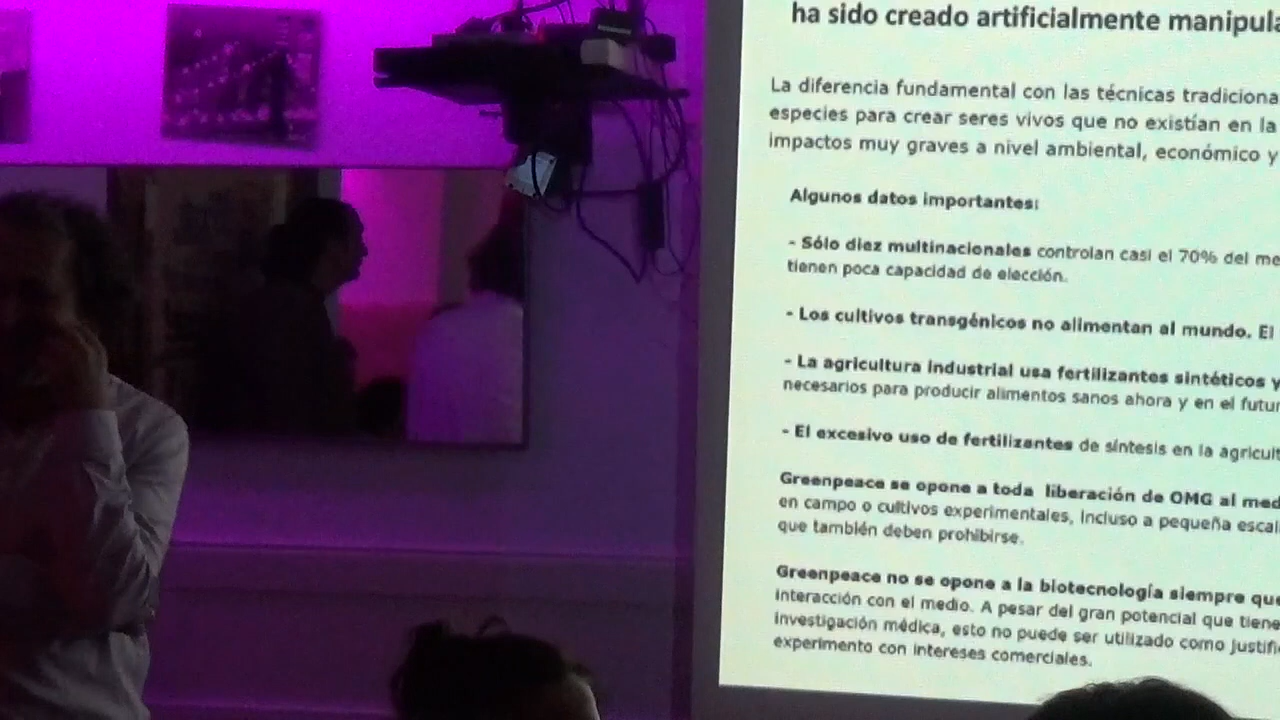 ha sido creado artificialmente manipula
La diferencia fundamental con las técnicas tradiciona
especies para crear seres vivos que no existían en la
impactos muy graves a nivel ambiental, económico y
Algunos datos importantes:
- Sólo diez multinacionales controlan casi el 70% del me
tienen poca capacidad de elección.
- Los cultivos transgénicos no alimentan al mundo. El
- La agricultura industrial usa fertilizantes sintéticos y
necesarios para producir alimentos sanos ahora y en el futur
- El excesivo uso de fertilizantes de síntesis en la agricult
Greenpeace se opone a toda liberación de OMG al med
en campo o cultivos experimentales, incluso a pequeña escal
que también deben prohibirse.
Greenpeace no se opone a la biotecnología siempre que
interacción con el medio. A pesar del gran potencial que tiene
investigación médica, esto no puede ser utilizado como justifi
experimento con intereses comerciales.